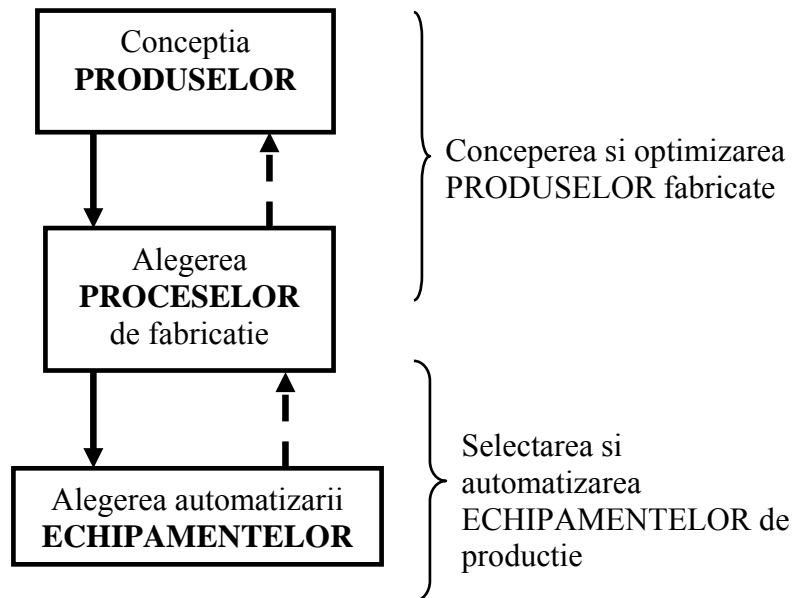 Conceptia
PRODUSELOR
Conceperea si optimizarea
PRODUSELOR fabricate
Alegerea
PROCESELOR
de fabricatie
Selectarea si
automatizarea
ECHIPAMENTELOR de
productie
Alegerea automatizarii
ECHIPAMENTELOR